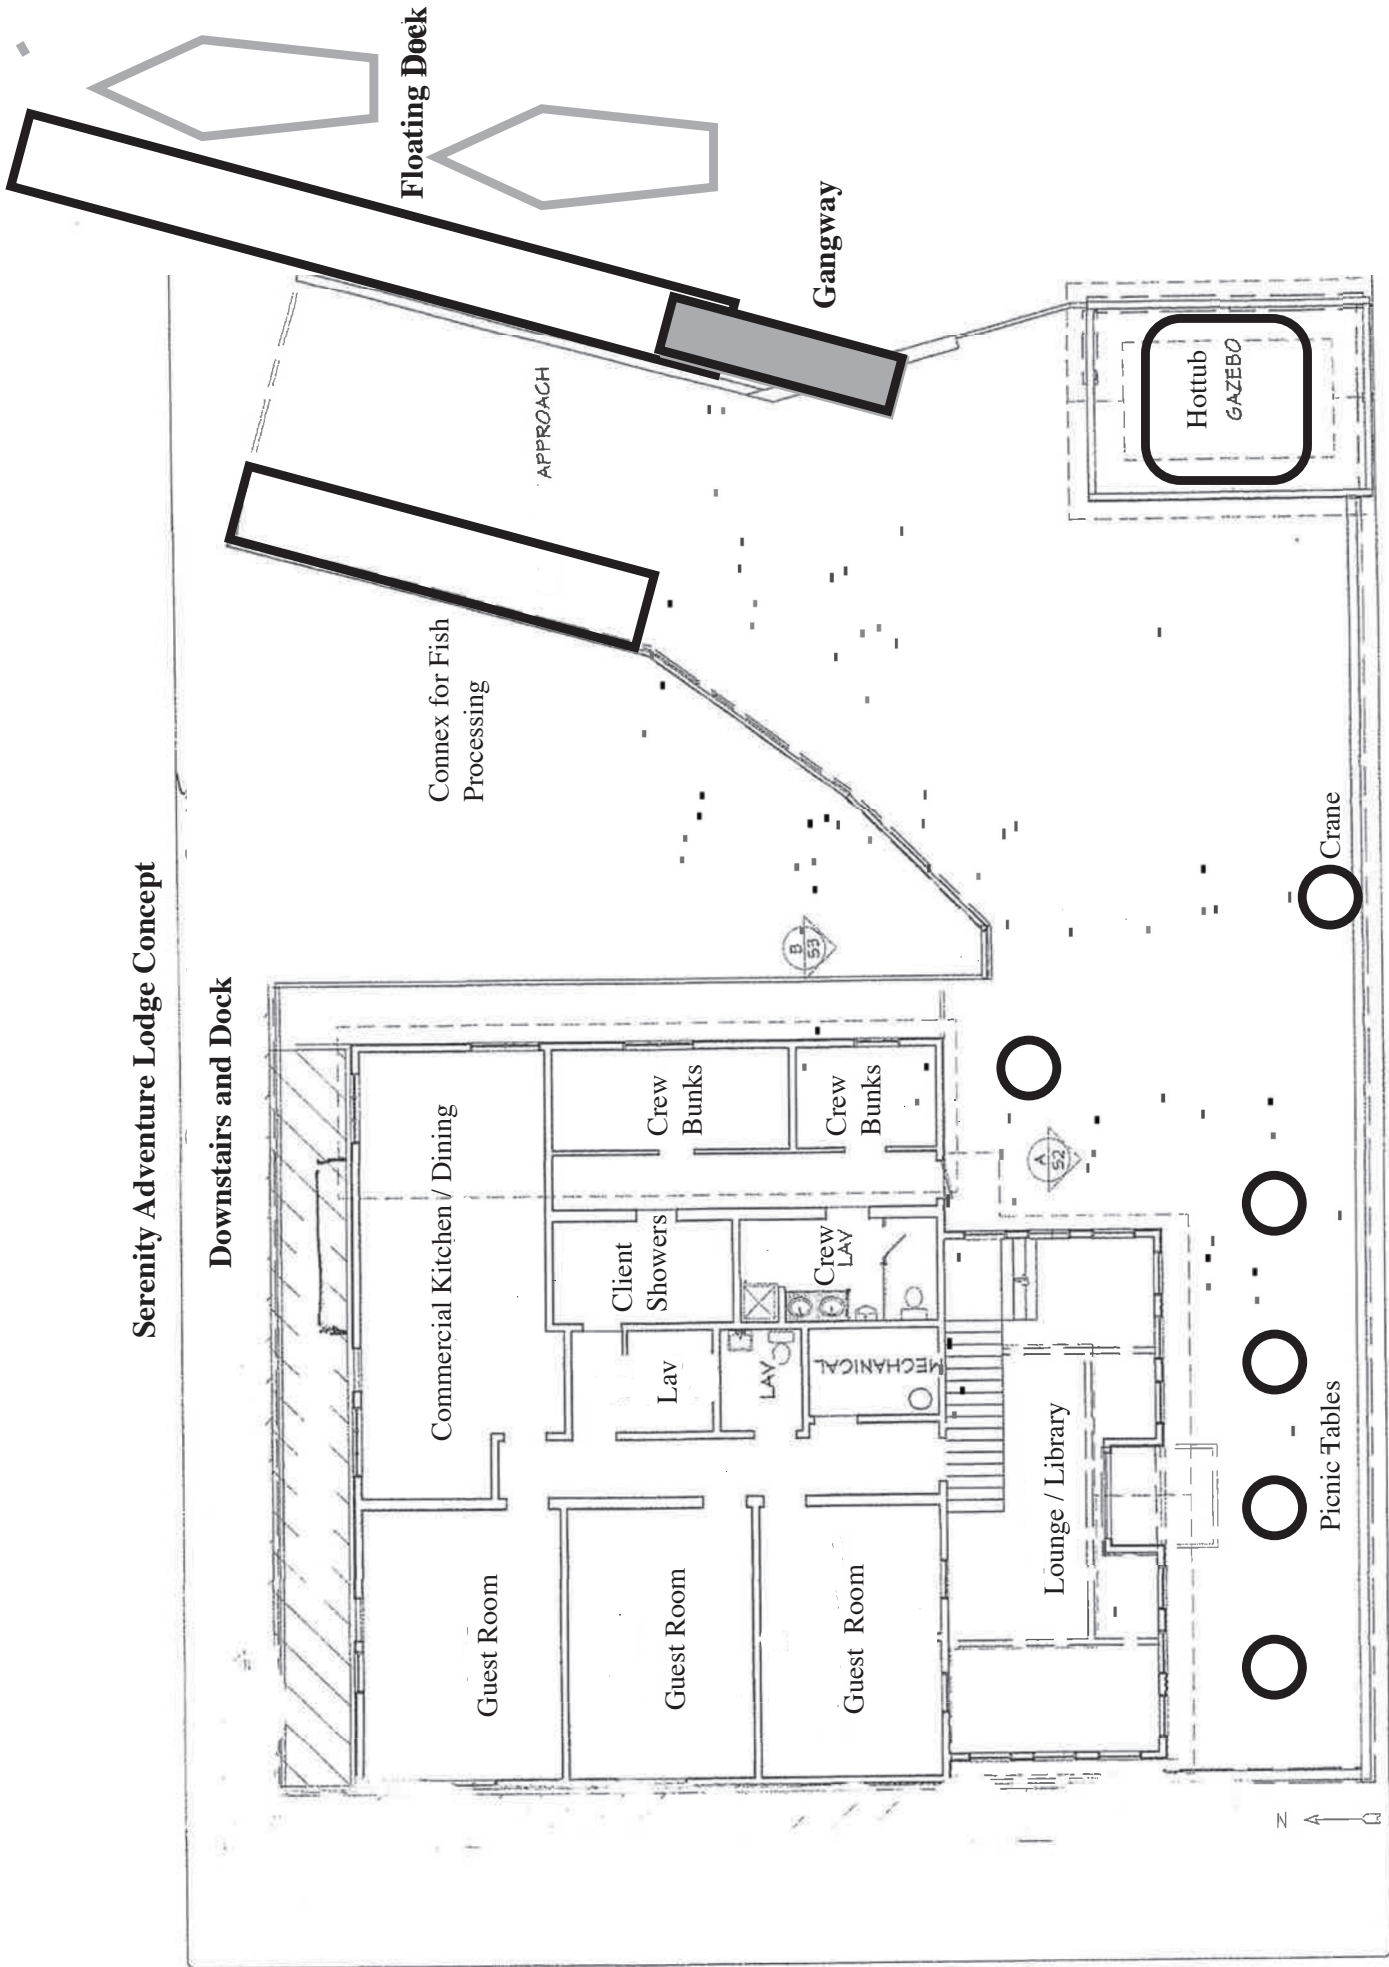 Serenity Adventure Lodge Concept
Downstairs and Dock
Floating Dock
Gangway
APPROACH
Connex for Fish
Processing
Hottub
GAZEBO
Crane
B
S3
A
S2
Commercial Kitchen / Dining
Crew
Bunks
Crew
Bunks
Client
Showers
Crew
LAV
Lav
LAV
MECHANICAL
Guest Room
Guest Room
Guest Room
Lounge / Library
Picnic Tables
N